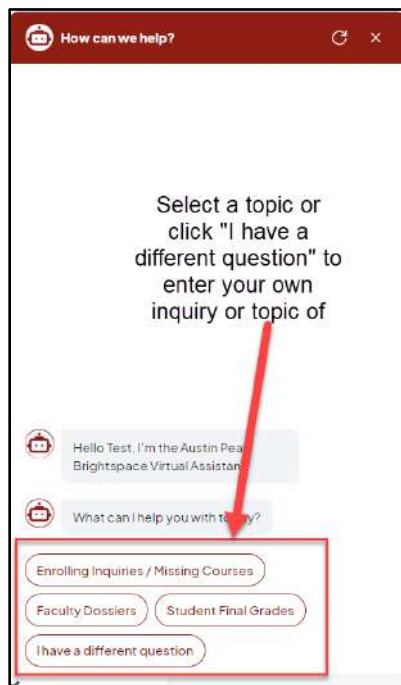 How can we help?
Select a topic or
click "I have a
different question" to
enter your own
inquiry or topic of
Hello Test, I'm the Austin Pea
Brightspace Virtual Assistan
What can I help you with t y?
Enrolling Inquiries / Missing Courses
Faculty Dossiers
Student Final Grades
I have a different question